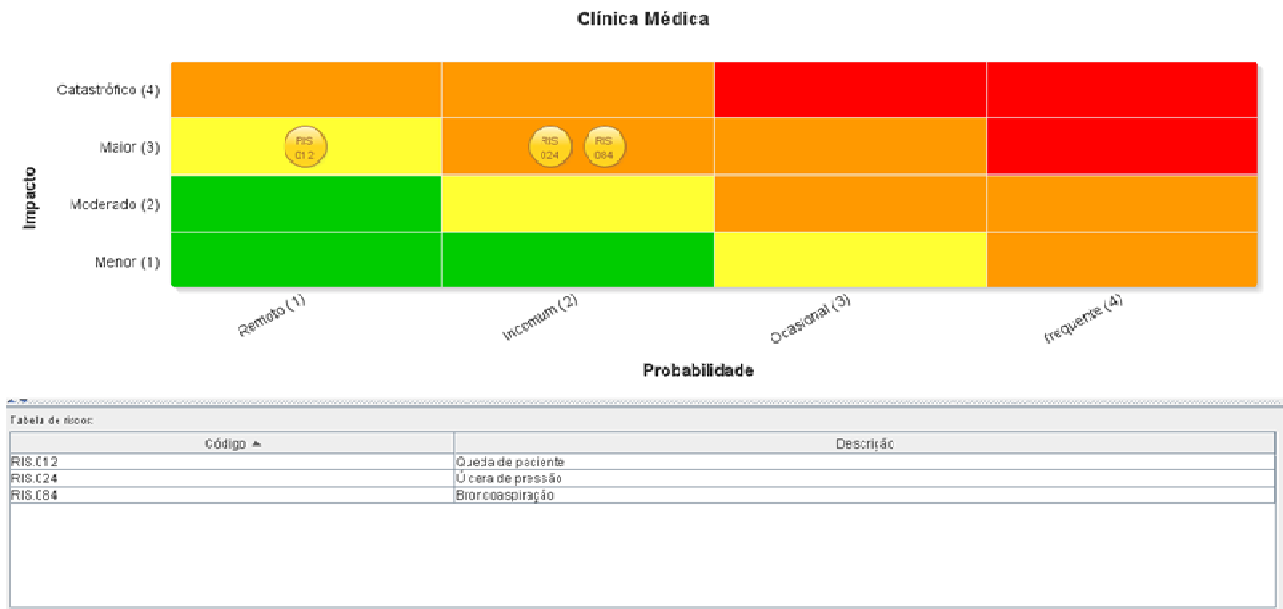 Clínica Médica
Catastrófico (4)
Maior (3)
RIS 012
RIS 024
RIS 084
Moderado (2)
Menor (1)
Impacto
Remoto (1)
Incomum (2)
Ocasional (3)
frequente (4)
Probabilidade
Tabela de riscos:
Código
Descrição
RIS.012
Queda de paciente
RIS.024
Úlcera de pressão
RIS.084
Broncoaspiração